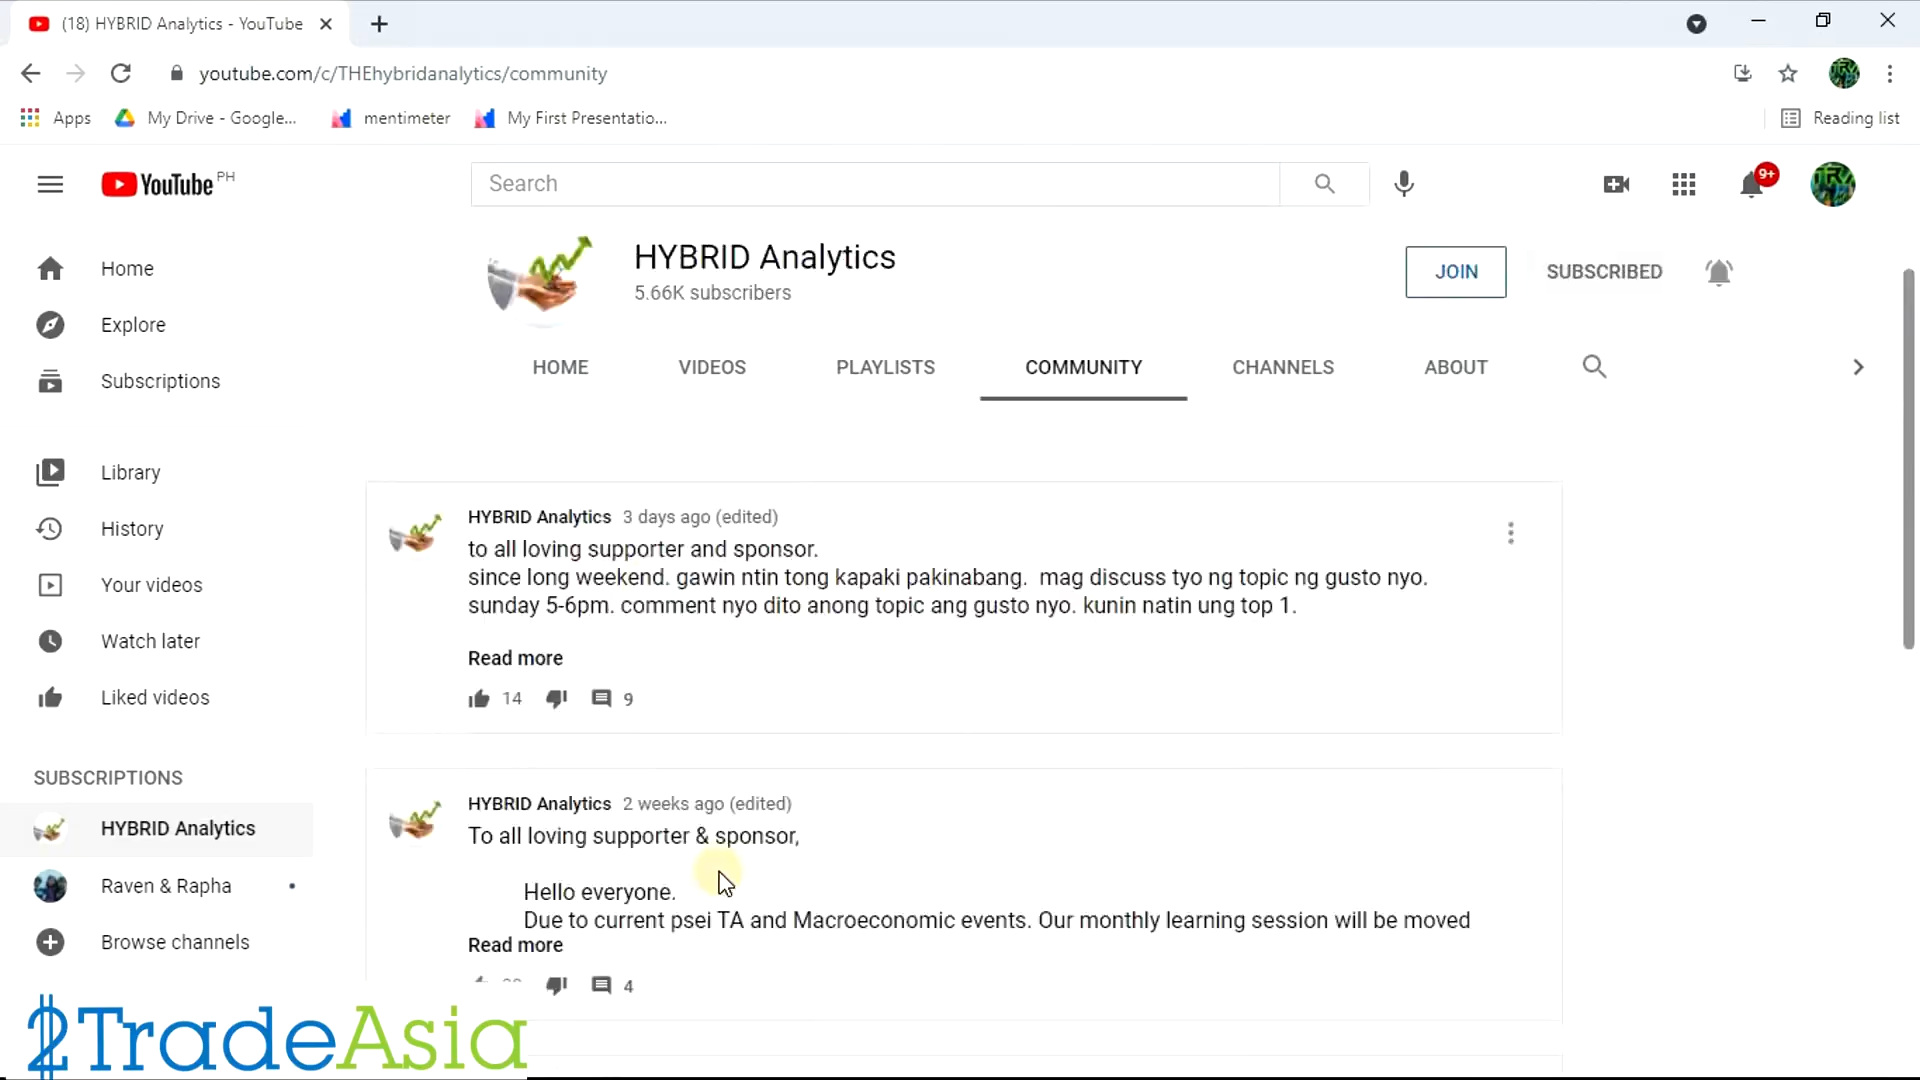 (18) HYBRID Analytics - YouTube
youtube.com/c/THEhybridanalytics/community
Apps
My Drive - Google...
mentimeter
My First Presentatio...
Reading list
YouTube PH
Search
9+
Home
Explore
Subscriptions
Library
History
Your videos
Watch later
Liked videos
SUBSCRIPTIONS
HYBRID Analytics
Raven & Rapha
Browse channels
HYBRID Analytics
5.66K subscribers
JOIN
SUBSCRIBED
HOME
VIDEOS
PLAYLISTS
COMMUNITY
CHANNELS
ABOUT
HYBRID Analytics 3 days ago (edited)
to all loving supporter and sponsor.
since long weekend. gawin ntin tong kapaki pakinabang. mag discuss tyo ng topic ng gusto nyo.
sunday 5-6pm. comment nyo dito anong topic ang gusto nyo. kunin natin ung top 1.
Read more
14
9
HYBRID Analytics 2 weeks ago (edited)
To all loving supporter & sponsor,
Hello everyone.
Due to current psei TA and Macroeconomic events. Our monthly learning session will be moved
Read more
4
2TradeAsia